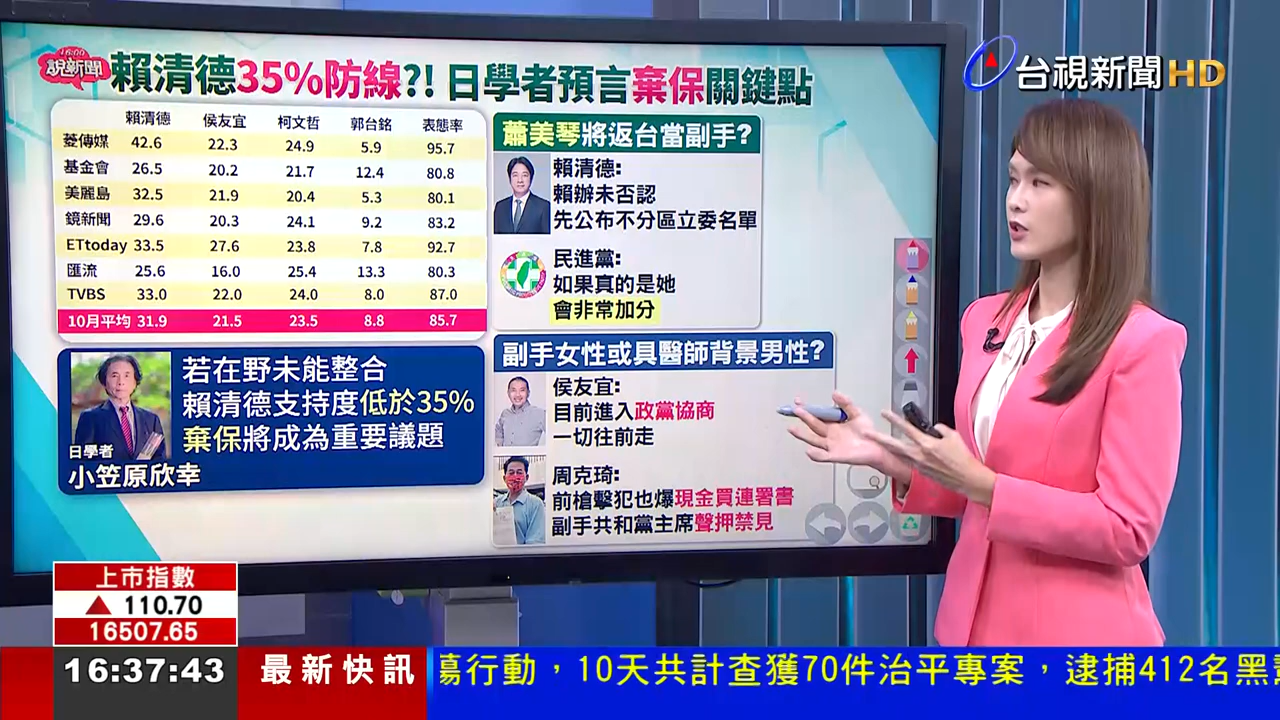 16:00
說新聞
賴清德35%防線?! 日學者預言棄保關鍵點
台視新聞HD
賴清德 侯友宜 柯文哲 郭台銘 表態率
菱傳媒 42.6 22.3 24.9 5.9 95.7
基金會 26.5 20.2 21.7 12.4 80.8
美麗島 32.5 21.9 20.4 5.3 80.1
鏡新聞 29.6 20.3 24.1 9.2 83.2
ETtoday 33.5 27.6 23.8 7.8 92.7
匯流 25.6 16.0 25.4 13.3 80.3
TVBS 33.0 22.0 24.0 8.0 87.0
10月平均 31.9 21.5 23.5 8.8 85.7
若在野未能整合
賴清德支持度低於35%
棄保將成為重要議題
日學者
小笠原欣幸
蕭美琴將返台當副手?
賴清德:
賴辦未否認
先公布不分區立委名單
民進黨:
如果真的是她
會非常加分
副手女性或具醫師背景男性?
侯友宜:
目前進入政黨協商
一切往前走
周克琦:
前槍擊犯也爆現金買連署書
副手共和黨主席聲押禁見
上市指數
▲ 110.70
16507.65
16:37:43 最新快訊 行動，10天共計查獲70件治平專案，逮捕412名黑